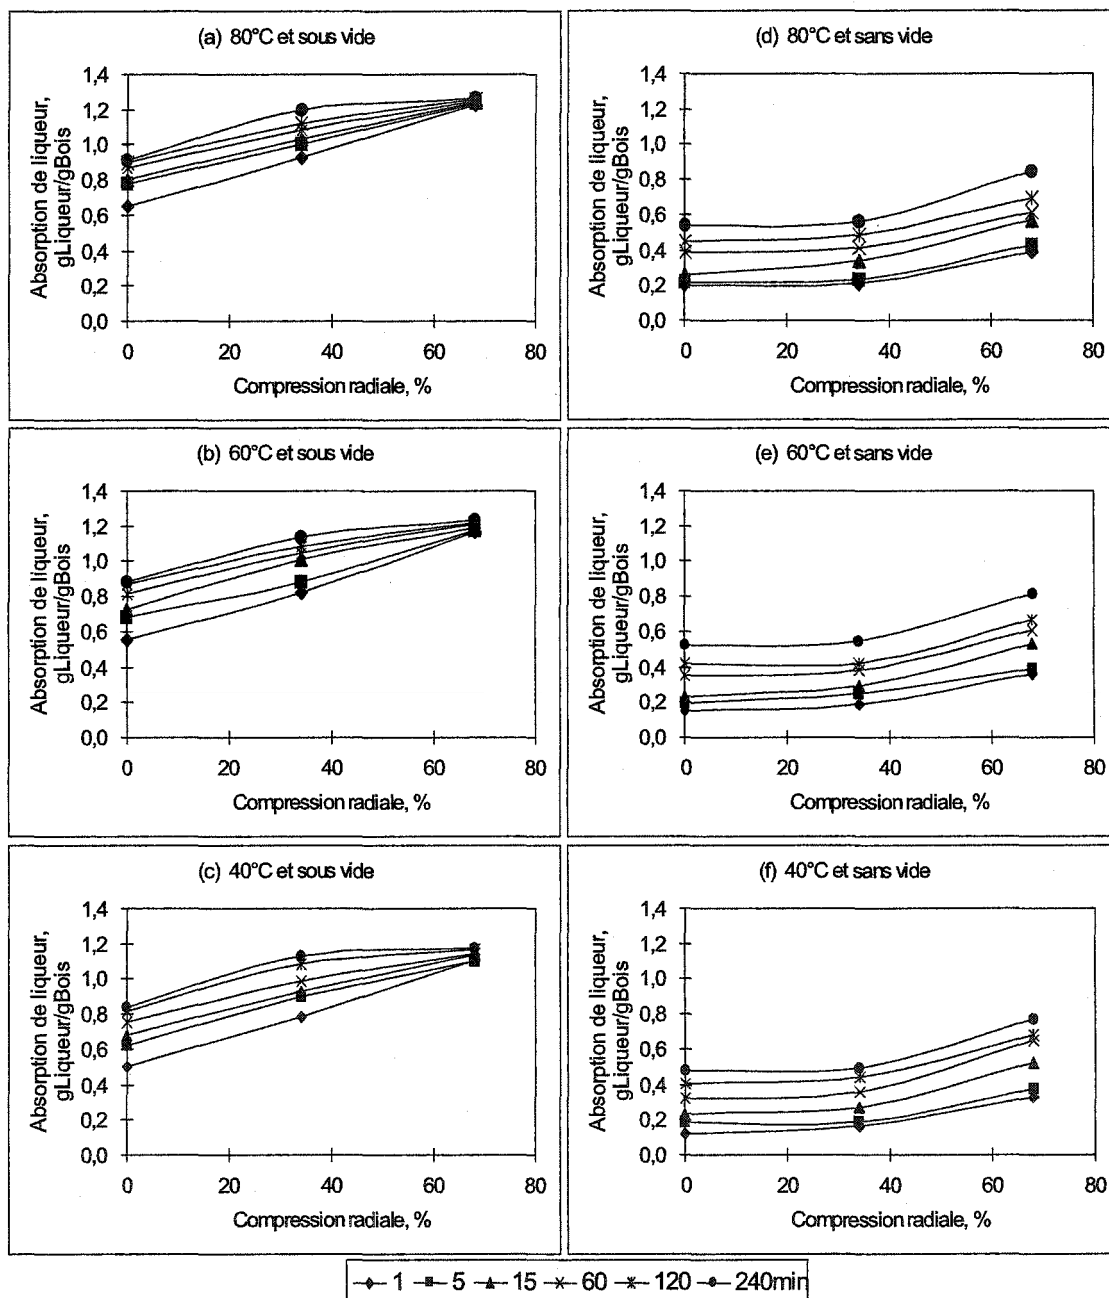 (a) 80°C et sous vide
Absorption de liqueur,
gLiqueur/gBois
1,4
1,2
1,0
0,8
0,6
0,4
0,2
0,0
0 20 40 60 80
Compression radiale, %
(d) 80°C et sans vide
Absorption de liqueur,
gLiqueur/gBois
1,4
1,2
1,0
0,8
0,6
0,4
0,2
0,0
0 20 40 60 80
Compression radiale, %
(b) 60°C et sous vide
Absorption de liqueur,
gLiqueur/gBois
1,4
1,2
1,0
0,8
0,6
0,4
0,2
0,0
0 20 40 60 80
Compression radiale, %
(e) 60°C et sans vide
Absorption de liqueur,
gLiqueur/gBois
1,4
1,2
1,0
0,8
0,6
0,4
0,2
0,0
0 20 40 60 80
Compression radiale, %
(c) 40°C et sous vide
Absorption de liqueur,
gLiqueur/gBois
1,4
1,2
1,0
0,8
0,6
0,4
0,2
0,0
0 20 40 60 80
Compression radiale, %
(f) 40°C et sans vide
Absorption de liqueur,
gLiqueur/gBois
1,4
1,2
1,0
0,8
0,6
0,4
0,2
0,0
0 20 40 60 80
Compression radiale, %
1 5 15 60 120 240min